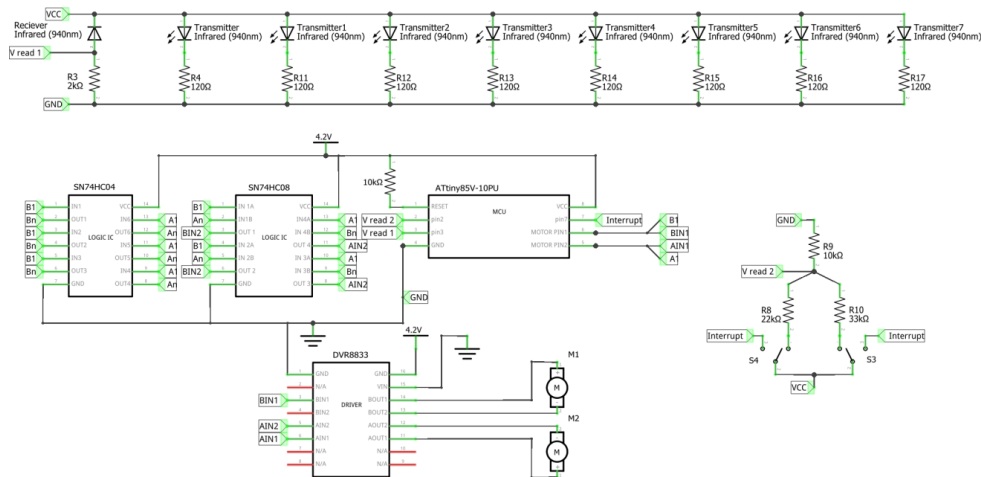 VCC
Reciever
Infrared (940nm)
Transmitter
Infrared (940nm)
Transmitter1
Infrared (940nm)
Transmitter2
Infrared (940nm)
Transmitter3
Infrared (940nm)
Transmitter4
Infrared (940nm)
Transmitter5
Infrared (940nm)
Transmitter6
Infrared (940nm)
Transmitter7
Infrared (940nm)
V read 1
R3
2kΩ
R4
120Ω
R11
120Ω
R12
120Ω
R13
120Ω
R14
120Ω
R15
120Ω
R16
120Ω
R17
120Ω
GND
4.2V
SN74HC04
B1
Bn
B1
Bn
B1
Bn
IN1
OUT1
IN2
OUT2
IN3
OUT3
GND
LOGIC IC
VCC
IN6
OUT6
IN5
OUT5
IN4
OUT4
A1
An
A1
An
A1
An
SN74HC08
B1
An
BIN2
B1
An
BIN2
IN 1A
IN1B
OUT 1
IN 2A
IN 2B
OUT 2
GND
LOGIC IC
VCC
IN4A
IN 4B
OUT 4
IN 3A
IN 3B
OUT 3
A1
Bn
AIN2
A1
Bn
AIN2
10kΩ
ATtiny85V-10PU
MCU
RESET
pin2
pin3
GND
V read 2
V read 1
VCC
pin7
MOTOR PIN1
MOTOR PIN2
Interrupt
B1
BIN1
AIN1
A1
GND
4.2V
DVR8833
DRIVER
GND
N/A
BIN1
BIN2
AIN2
AIN1
N/A
N/A
BIN1
AIN2
AIN1
GND
VIN
BOUT1
BOUT2
AOUT2
AOUT1
N/A
N/A
M1
M
M2
M
GND
R9
10kΩ
V read 2
R8
22kΩ
R10
33kΩ
Interrupt
Interrupt
S4
S3
VCC